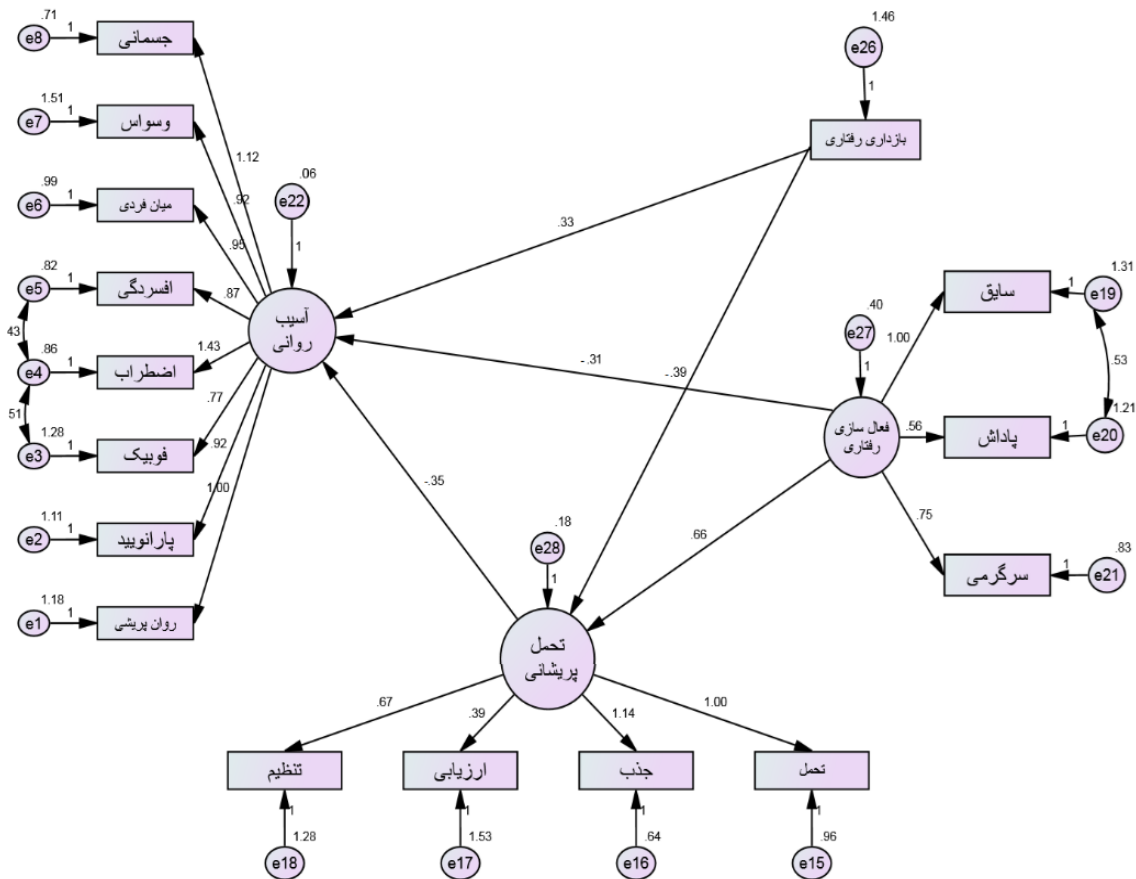 .71
e8
1
جسمانی
1.46
e26
1
1.51
e7
1
وسواس
بازداری رفتاری
1.12
.99
e6
1
میان فردی
.92
.06
e22
1
.95
.33
.82
e5
1
افسردگی
.87
آسیب
روانی
سایق
1
1.31
e19
.40
e27
1
1.00
43
.86
e4
1
اضطراب
1.43
-.31
-.39
.53
.77
51
1.28
e3
1
فوبیک
.92
فعال سازی
رفتاری
.56
پاداش
1
1.21
e20
1.00
-.35
1.11
e2
1
پارانویید
.18
e28
1
.66
.75
سرگرمی
1
.83
e21
1.18
e1
1
روان پریشی
تحمل
پریشانی
.67
.39
1.14
1.00
تنظیم
ارزیابی
جذب
تحمل
1
1
1
1
1.28
1.53
.64
.96
e18
e17
e16
e15